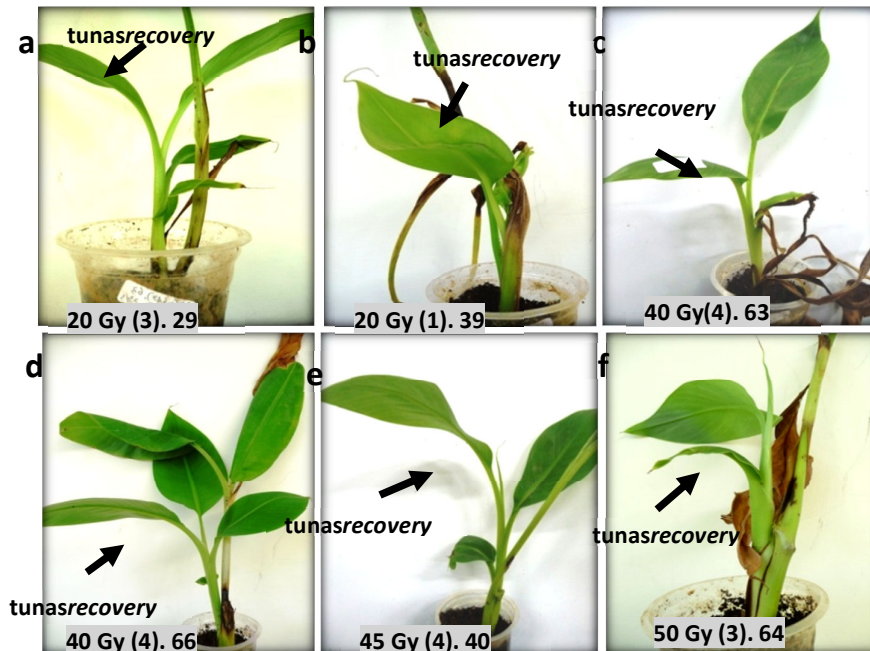 a
tunasrecovery
20 Gy (3). 29
b
tunasrecovery
20 Gy (1). 39
c
tunasrecovery
40 Gy(4). 63
d
tunasrecovery
40 Gy (4). 66
e
tunasrecovery
45 Gy (4). 40
f
tunasrecovery
50 Gy (3). 64